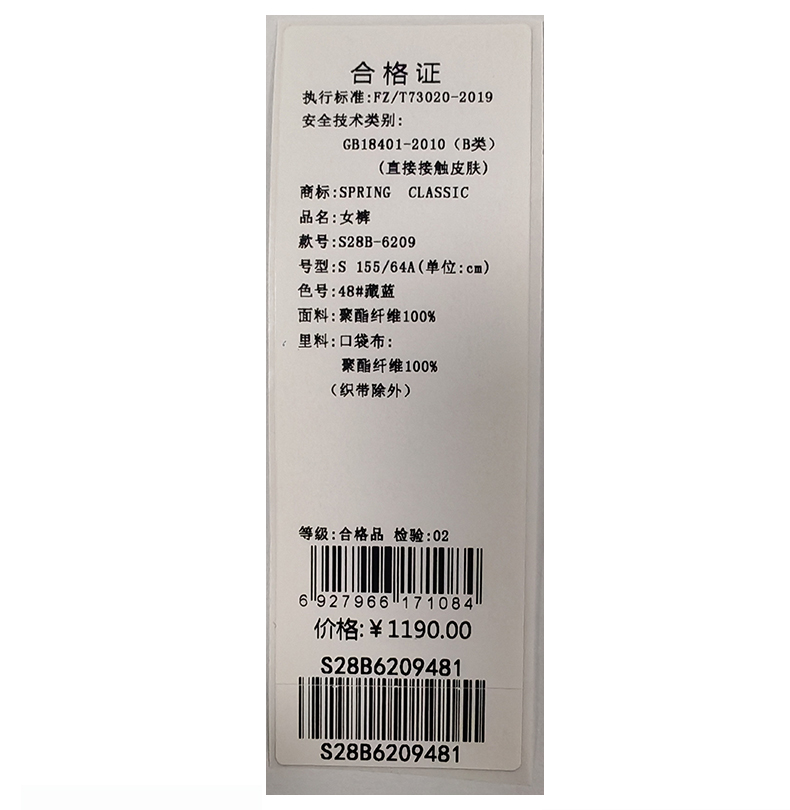 合格证
执行标准:FZ/T73020-2019
安全技术类别:
GB18401-2010（B类）
(直接接触皮肤)
商标:SPRING CLASSIC
品名:女裤
款号:S28B-6209
号型:S 155/64A(单位:cm)
色号:48#藏蓝
面料:聚酯纤维100%
里料:口袋布:
聚酯纤维100%
（织带除外）
等级:合格品 检验:02
6 927966 171084
价格:￥1190.00
S28B6209481
S28B6209481